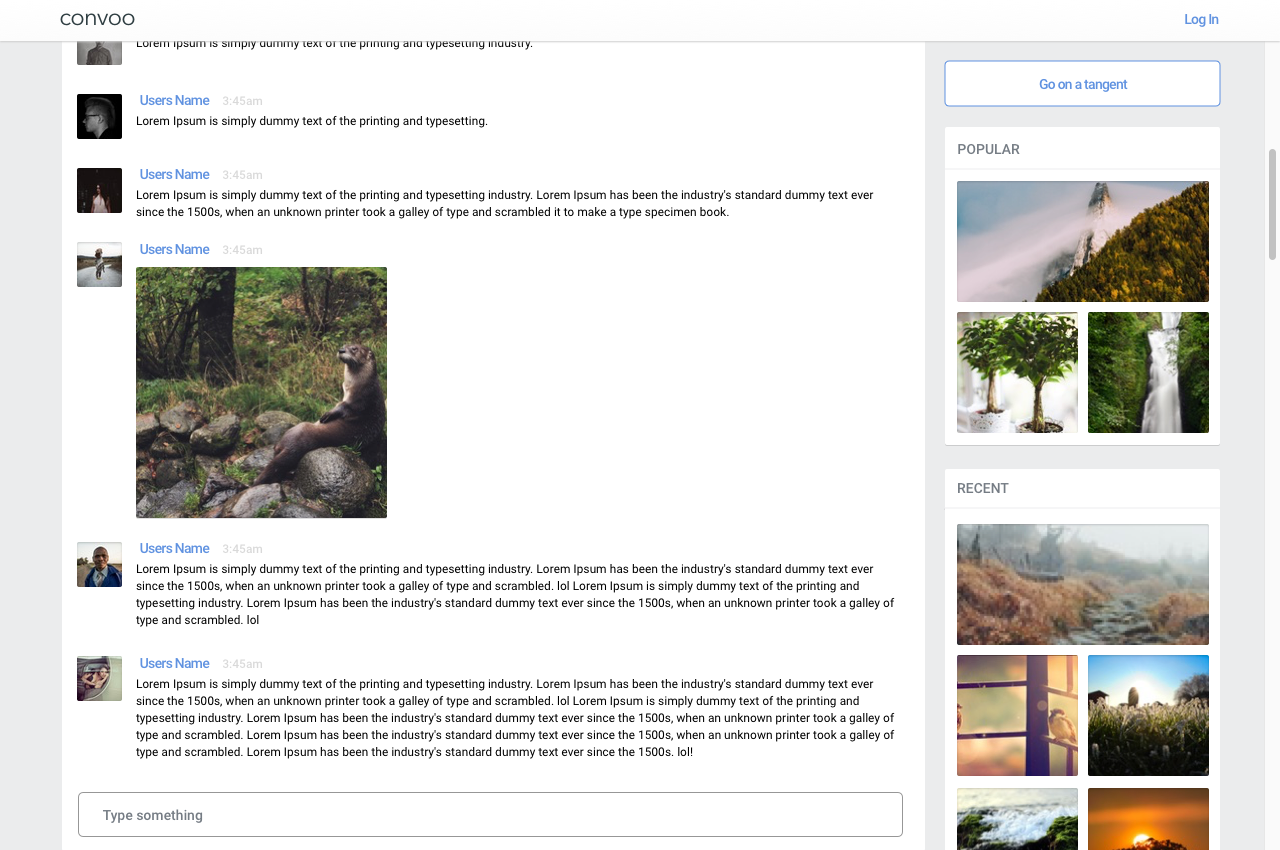 convoo
Log In
Lorem Ipsum is simply dummy text of the printing and typesetting industry.
Users Name 3:45am
Lorem Ipsum is simply dummy text of the printing and typesetting.
Users Name 3:45am
Lorem Ipsum is simply dummy text of the printing and typesetting industry. Lorem Ipsum has been the industry's standard dummy text ever
since the 1500s, when an unknown printer took a galley of type and scrambled it to make a type specimen book.
Users Name 3:45am
Users Name 3:45am
Lorem Ipsum is simply dummy text of the printing and typesetting industry. Lorem Ipsum has been the industry's standard dummy text ever
since the 1500s, when an unknown printer took a galley of type and scrambled. lol Lorem Ipsum is simply dummy text of the printing and
typesetting industry. Lorem Ipsum has been the industry's standard dummy text ever since the 1500s, when an unknown printer took a galley of
type and scrambled. lol
Users Name 3:45am
Lorem Ipsum is simply dummy text of the printing and typesetting industry. Lorem Ipsum has been the industry's standard dummy text ever
since the 1500s, when an unknown printer took a galley of type and scrambled. lol Lorem Ipsum is simply dummy text of the printing and
typesetting industry. Lorem Ipsum has been the industry's standard dummy text ever since the 1500s, when an unknown printer took a galley of
type and scrambled. Lorem Ipsum has been the industry's standard dummy text ever since the 1500s, when an unknown printer took a galley of
type and scrambled. Lorem Ipsum has been the industry's standard dummy text ever since the 1500s. lol!
Type something
Go on a tangent
POPULAR
RECENT